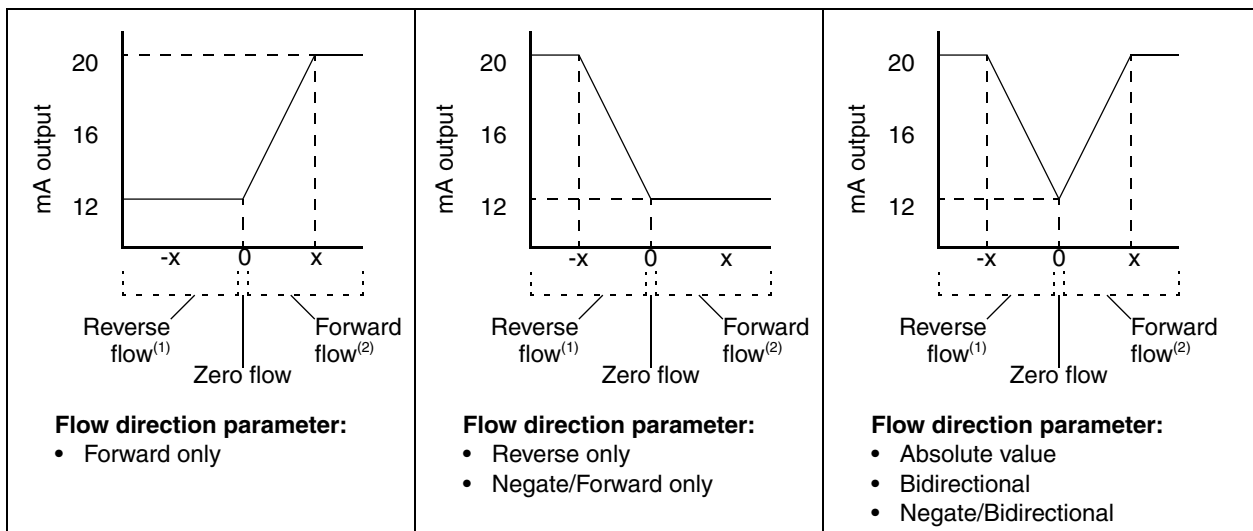 20
16
12
mA output
-x 0 x
Reverse flow(1)
Forward flow(2)
Zero flow
Flow direction parameter:
• Forward only
20
16
12
mA output
-x 0 x
Reverse flow(1)
Forward flow(2)
Zero flow
Flow direction parameter:
• Reverse only
• Negate/Forward only
20
16
12
mA output
-x 0 x
Reverse flow(1)
Forward flow(2)
Zero flow
Flow direction parameter:
• Absolute value
• Bidirectional
• Negate/Bidirectional